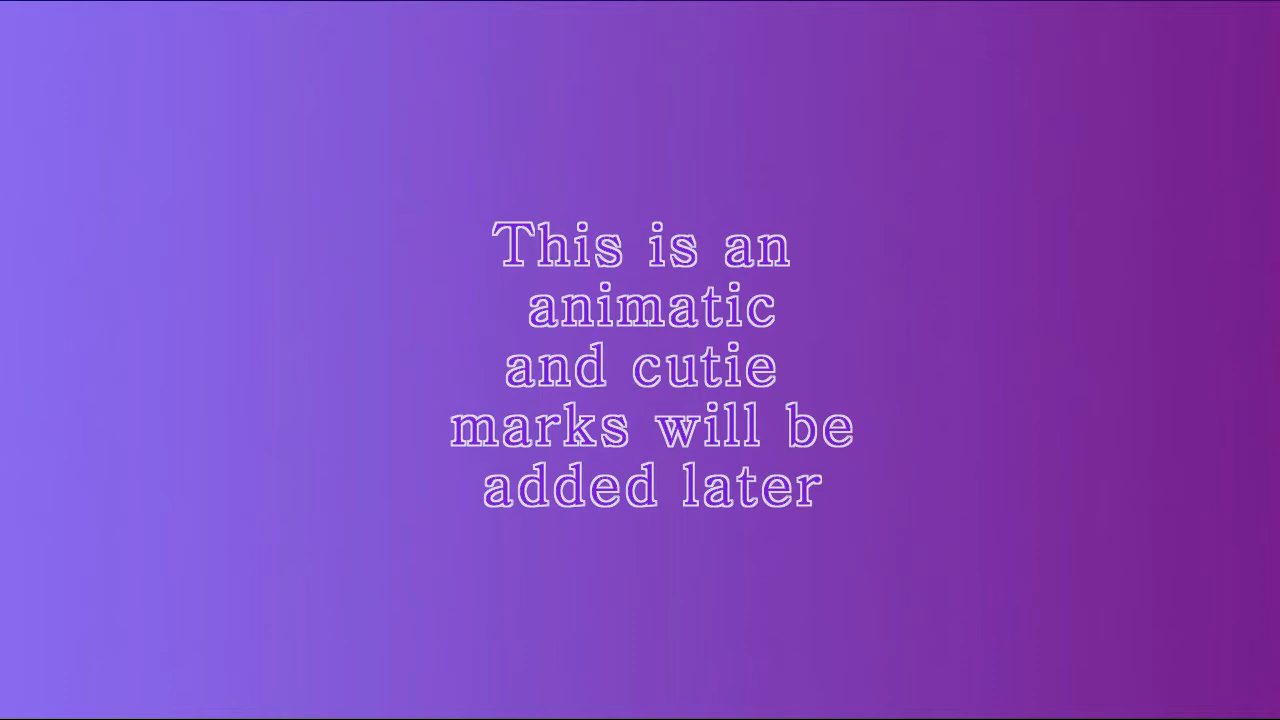 This is an
animatic
and cutie
marks will be
added later